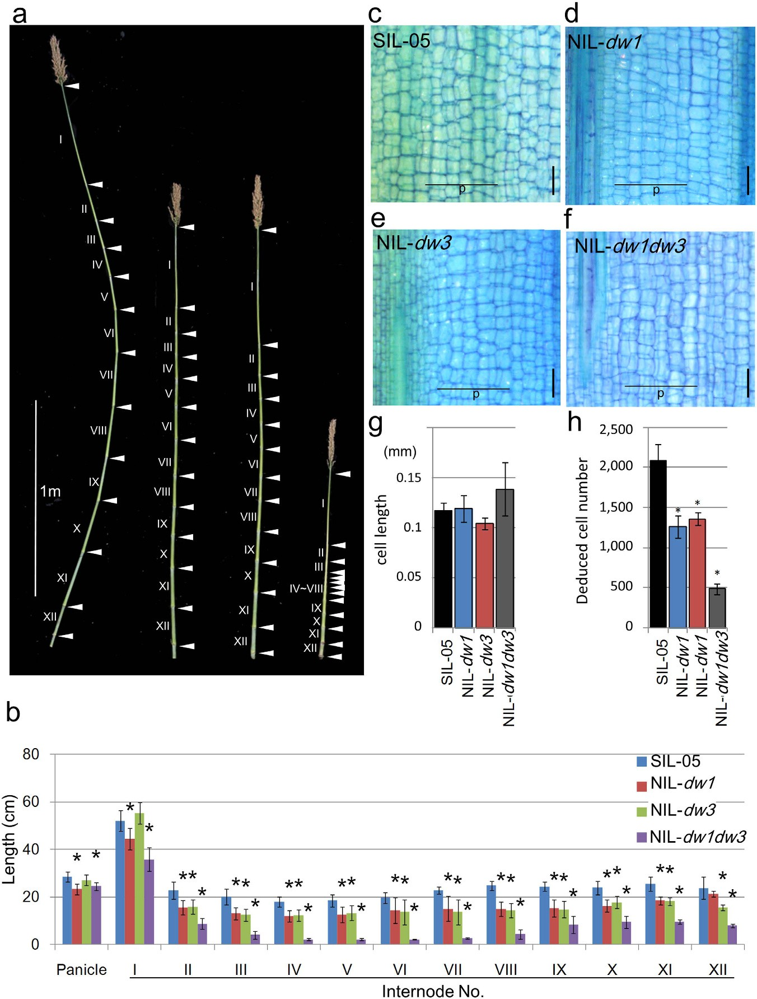 a
I
II
III
IV
V
VI
VII
VIII
IX
X
XI
XII
I
II
III
IV
V
VI
VII
VIII
IX
X
XI
XII
I
II
III
IV
V
VI
VII
VIII
IX
X
XI
XII
I
II
III
IV~VIII
IX
X
XI
XII
1m
c
SIL-05
p
d
NIL-dw1
p
e
NIL-dw3
p
f
NIL-dw1dw3
p
g
(mm)
cell length
0.15
0.1
0.05
0
SIL-05
NIL-dw1
NIL-dw3
NIL-dw1dw3
h
Deduced cell number
2,500
2,000
1,500
1,000
500
0
*
*
*
SIL-05
NIL-dw1
NIL-dw1
NIL-dw1dw3
b
Length (cm)
80
60
40
20
0
SIL-05
NIL-dw1
NIL-dw3
NIL-dw1dw3
* *
* *
** *
** *
** *
** *
** *
** *
** *
** *
** *
** *
* *
Panicle I II III IV V VI VII VIII IX X XI XII
Internode No.